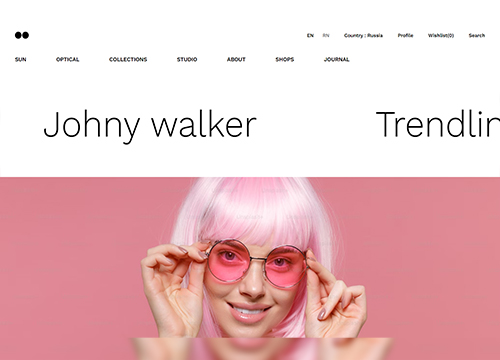 EN RN Country : Russia Profile Wishlist(0) Search
SUN OPTICAL COLLECTIONS STUDIO ABOUT SHOPS JOURNAL
Johny walker Trendlin